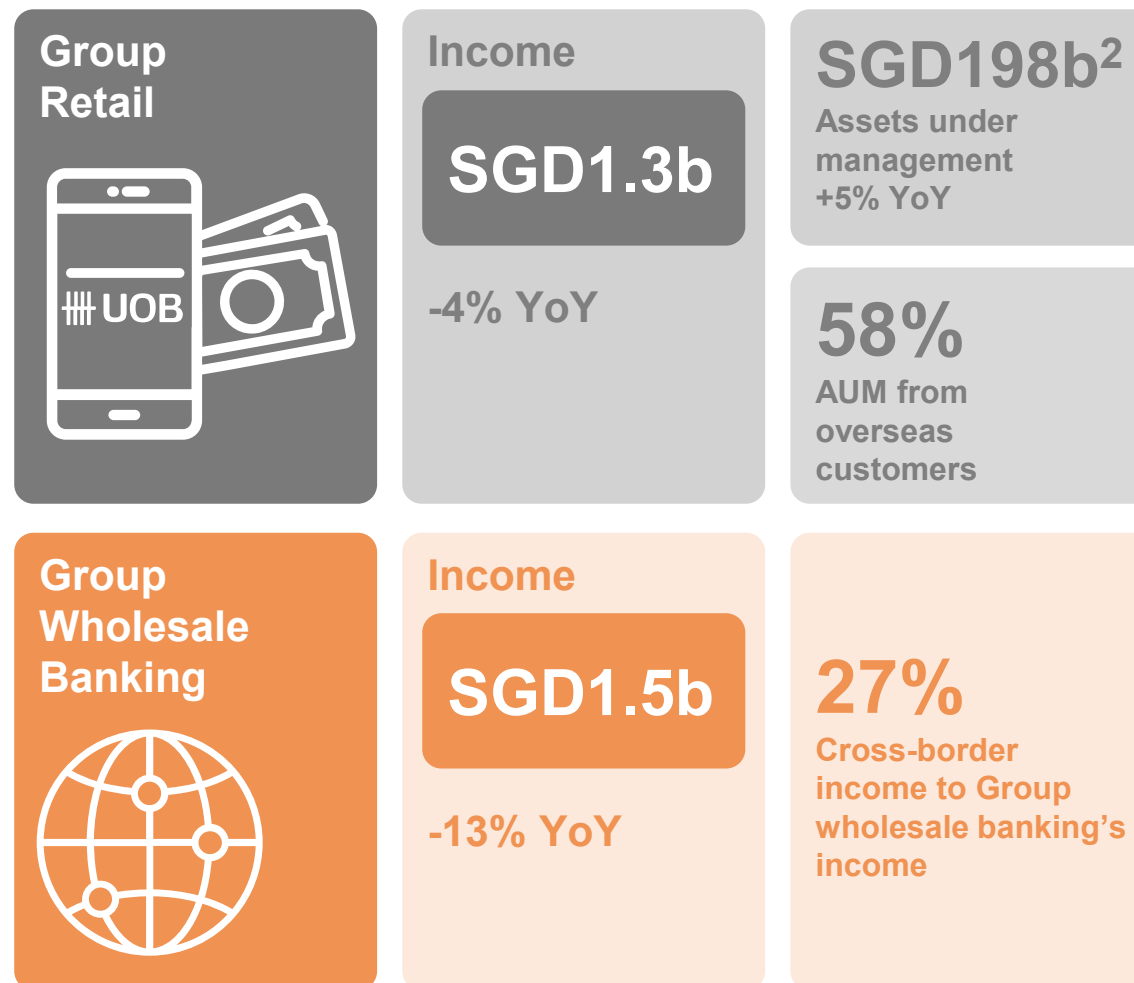 Group
Retail
UOB
Income
SGD1.3b
-4% YoY
SGD198b²
Assets under
management
+5% YoY
58%
AUM from
overseas
customers
Group
Wholesale
Banking
Income
SGD1.5b
-13% YoY
27%
Cross-border
income to Group
wholesale banking’s
income